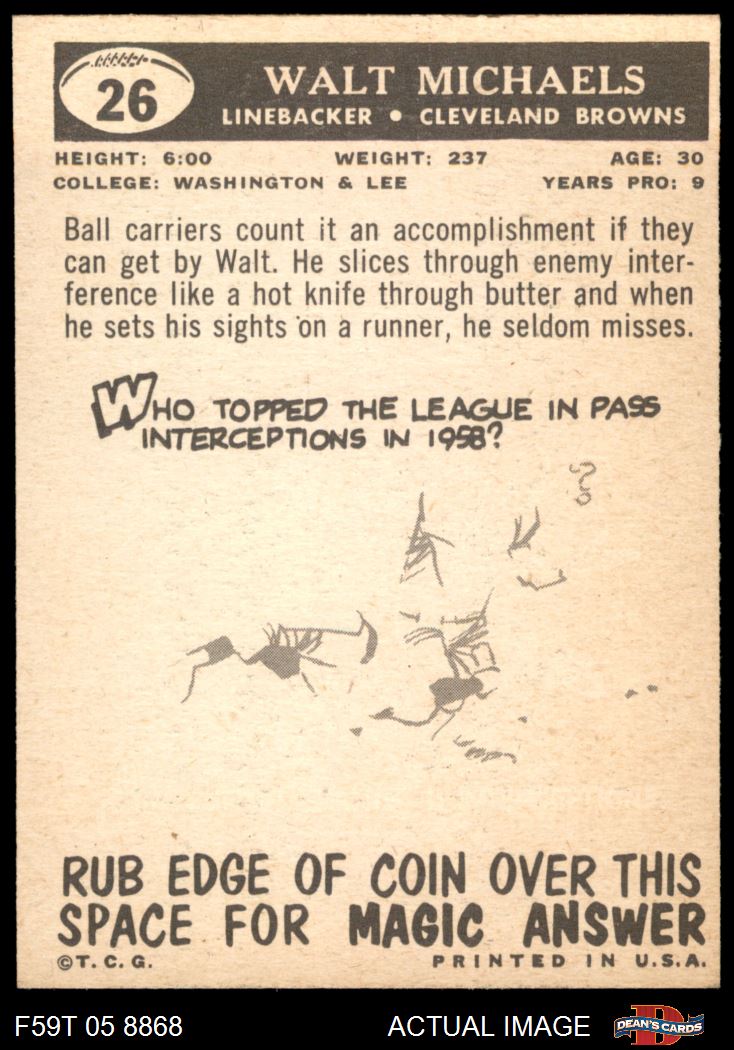 26
WALT MICHAELS
LINEBACKER • CLEVELAND BROWNS
HEIGHT: 6:00 WEIGHT: 237 AGE: 30
COLLEGE: WASHINGTON & LEE YEARS PRO: 9
Ball carriers count it an accomplishment if they
can get by Walt. He slices through enemy inter-
ference like a hot knife through butter and when
he sets his sights on a runner, he seldom misses.
WHO TOPPED THE LEAGUE IN PASS
INTERCEPTIONS IN 1958?
?
RUB EDGE OF COIN OVER THIS
SPACE FOR MAGIC ANSWER
©T.C.G. PRINTED IN U.S.A.
F59T 05 8868 ACTUAL IMAGE D DEAN'S CARDS